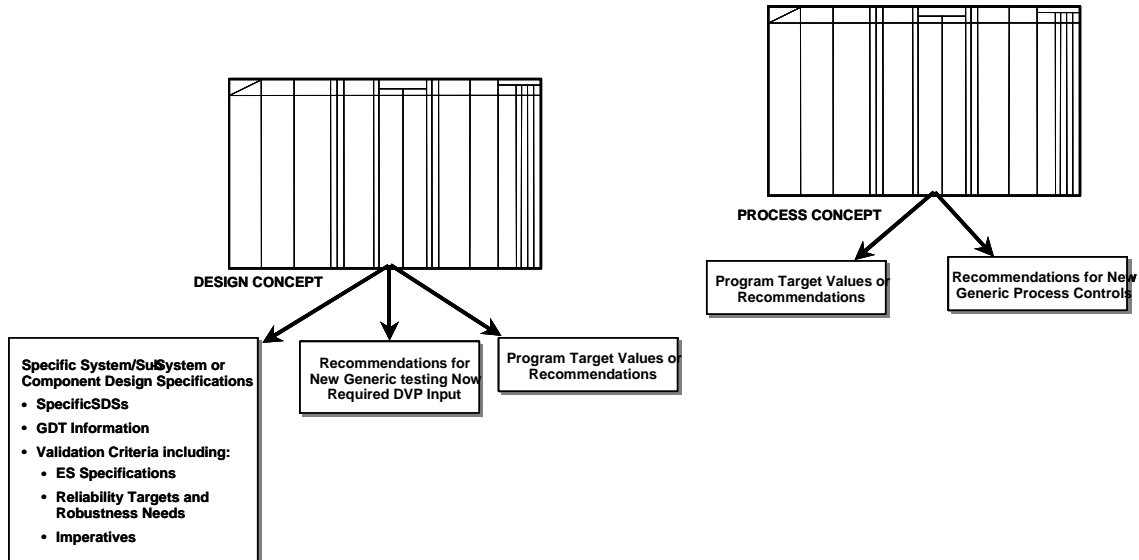 PROCESS CONCEPT
DESIGN CONCEPT
Program Target Values or
Recommendations
Recommendations for New
Generic Process Controls
Specific System/SubSystem or
Component Design Specifications
• SpecificSDSs
• GDT Information
• Validation Criteria including:
• ES Specifications
• Reliability Targets and
Robustness Needs
• Imperatives
Recommendations for
New Generic testing Now
Required DVP Input
Program Target Values or
Recommendations